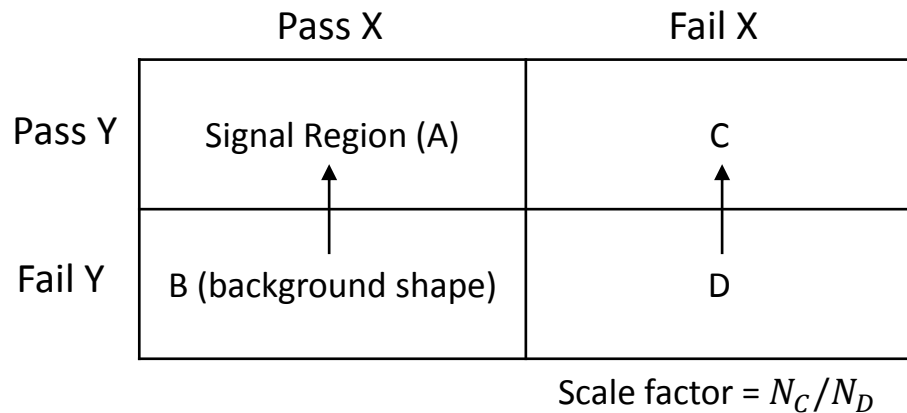 Pass X
Fail X
Pass Y
Signal Region (A)
C
Fail Y
B (background shape)
D
Scale factor = $N_C/N_D$